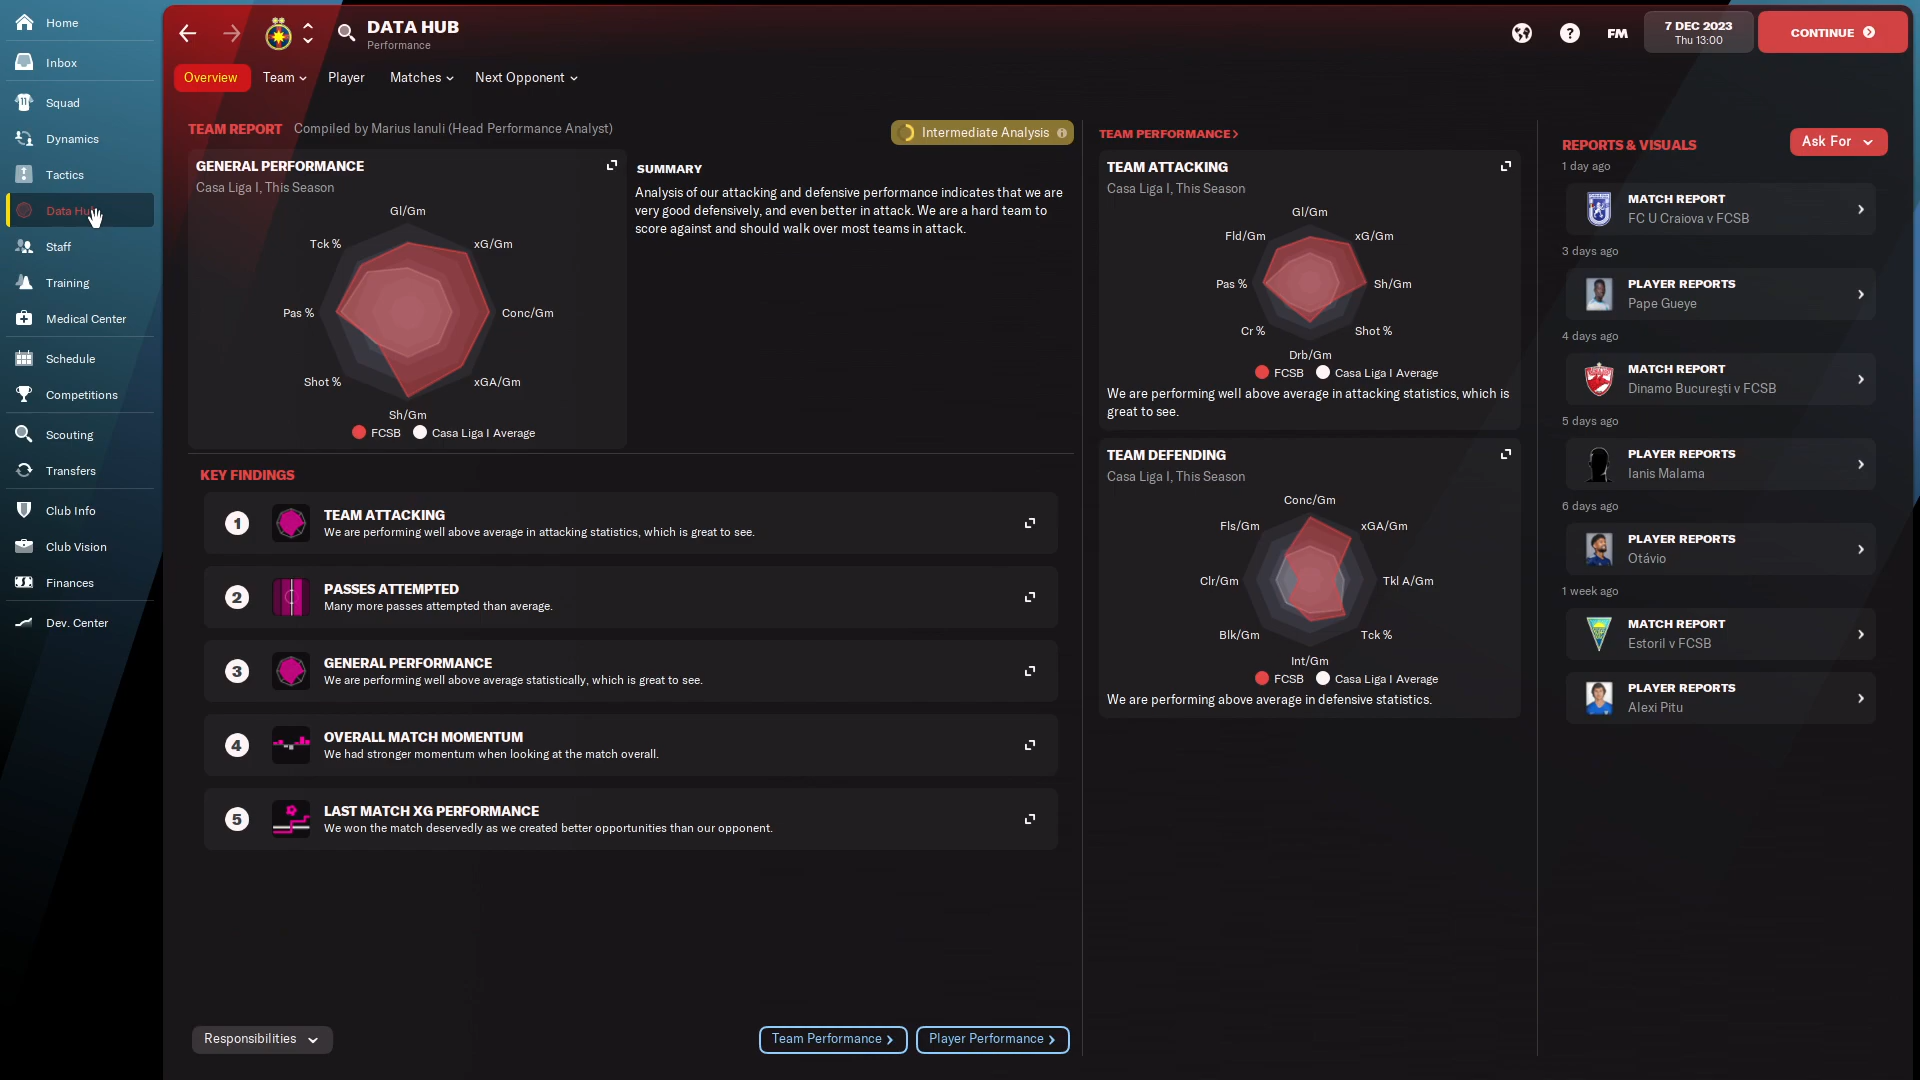 Home
Inbox
Squad
Dynamics
Tactics
Data Hu
Staff
Training
Medical Center
Schedule
Competitions
Scouting
Transfers
Club Info
Club Vision
Finances
Dev. Center
DATA HUB
Performance
FM
7 DEC 2023
Thu 13:00
CONTINUE
Overview
Team
Player
Matches
Next Opponent
TEAM REPORT Compiled by Marius Ianuli (Head Performance Analyst)
Intermediate Analysis
GENERAL PERFORMANCE
Casa Liga I, This Season
Gl/Gm
xG/Gm
Conc/Gm
xGA/Gm
Sh/Gm
Shot %
Pas %
Tck %
FCSB
Casa Liga I Average
SUMMARY
Analysis of our attacking and defensive performance indicates that we are
very good defensively, and even better in attack. We are a hard team to
score against and should walk over most teams in attack.
KEY FINDINGS
1
TEAM ATTACKING
We are performing well above average in attacking statistics, which is great to see.
2
PASSES ATTEMPTED
Many more passes attempted than average.
3
GENERAL PERFORMANCE
We are performing well above average statistically, which is great to see.
4
OVERALL MATCH MOMENTUM
We had stronger momentum when looking at the match overall.
5
LAST MATCH XG PERFORMANCE
We won the match deservedly as we created better opportunities than our opponent.
Responsibilities
Team Performance
Player Performance
TEAM PERFORMANCE
TEAM ATTACKING
Casa Liga I, This Season
Gl/Gm
xG/Gm
Sh/Gm
Shot %
Drb/Gm
Cr %
Pas %
Fld/Gm
FCSB
Casa Liga I Average
We are performing well above average in attacking statistics, which is
great to see.
TEAM DEFENDING
Casa Liga I, This Season
Conc/Gm
xGA/Gm
Tkl A/Gm
Tck %
Int/Gm
Blk/Gm
Clr/Gm
Fls/Gm
FCSB
Casa Liga I Average
We are performing above average in defensive statistics.
REPORTS & VISUALS
Ask For
1 day ago
MATCH REPORT
FC U Craiova v FCSB
3 days ago
PLAYER REPORTS
Pape Gueye
4 days ago
MATCH REPORT
Dinamo Bucureşti v FCSB
5 days ago
PLAYER REPORTS
Ianis Malama
6 days ago
PLAYER REPORTS
Otávio
1 week ago
MATCH REPORT
Estoril v FCSB
PLAYER REPORTS
Alexi Pitu